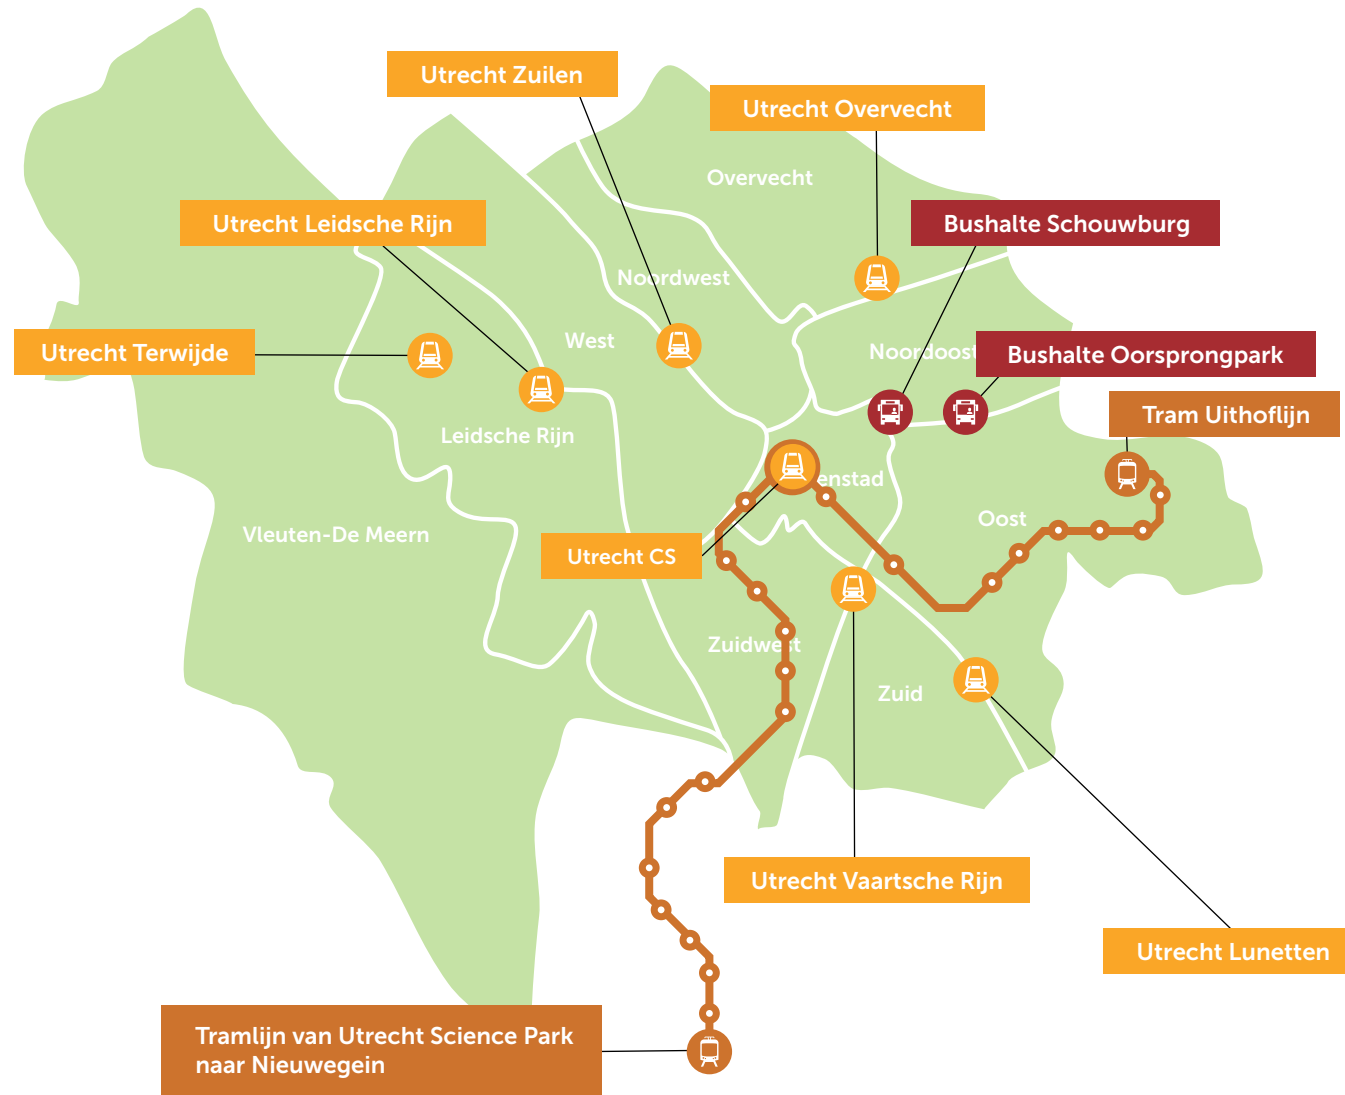 Utrecht Zuilen
Utrecht Overvecht
Overvecht
Utrecht Leidsche Rijn
Bushalte Schouwburg
Noordwest
West
Utrecht Terwijde
Noordoost
Bushalte Oorsprongpark
Tram Uithoflijn
Leidsche Rijn
enstad
Oost
Vleuten-De Meern
Utrecht CS
Zuidwest
Zuid
Utrecht Vaartsche Rijn
Utrecht Lunetten
Tramlijn van Utrecht Science Park
naar Nieuwegein